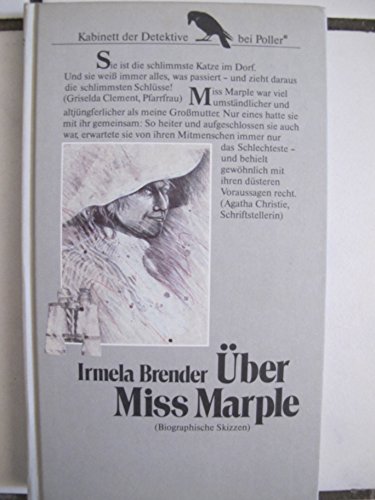 Kabinett der Detektive bei Poller®
Sie ist die schlimmste Katze im Dorf.
Und sie weiß immer alles, was passiert - und zieht daraus
die schlimmsten Schlüsse!
(Griselda Clement, Pfarrfrau) Miss Marple war viel
umständlicher und
altjüngferlicher als meine Großmutter. Nur eines hatte sie
mit ihr gemeinsam: So heiter und aufgeschlossen sie auch
war, erwartete sie von ihren Mitmenschen immer nur
das Schlechteste -
und behielt
gewöhnlich mit
ihren düsteren
Voraussagen recht.
(Agatha Christie,
Schriftstellerin)
Irmela Brender Über
Miss Marple
(Biographische Skizzen)